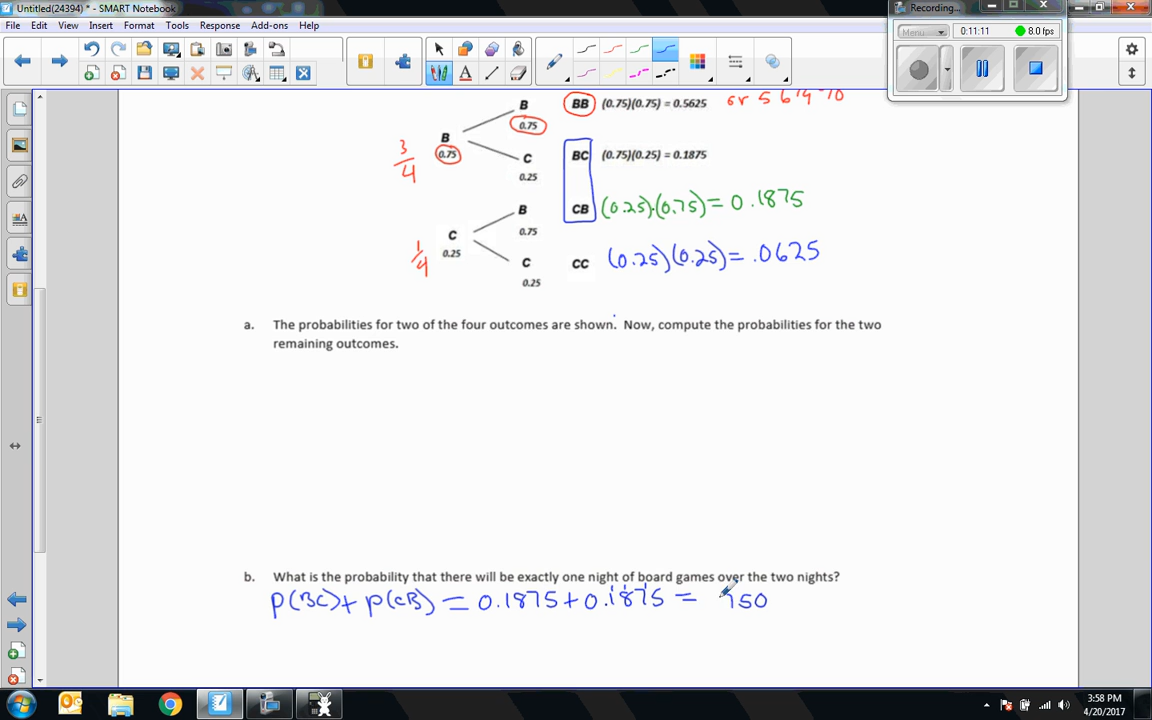 Untitled(24394) * - SMART Notebook
Recording...
File Edit View Insert Format Tools Response Add-ons Help
Menu 0:11:11 8.0 fps
B
0.75
BB (0.75)(0.75) = 0.5625
or 56
3/4
B
0.75
C
0.25
BC (0.75)(0.25) = 0.1875
B
0.75
CB (0.25)·(0.75) = 0.1875
1/4
C
0.25
C
0.25
CC (0.25)(0.25) = .0625
a. The probabilities for two of the four outcomes are shown. Now, compute the probabilities for the two
remaining outcomes.
b. What is the probability that there will be exactly one night of board games over the two nights?
P(BC) + P(CB) = 0.1875 + 0.1875 = 750
3:58 PM
4/20/2017